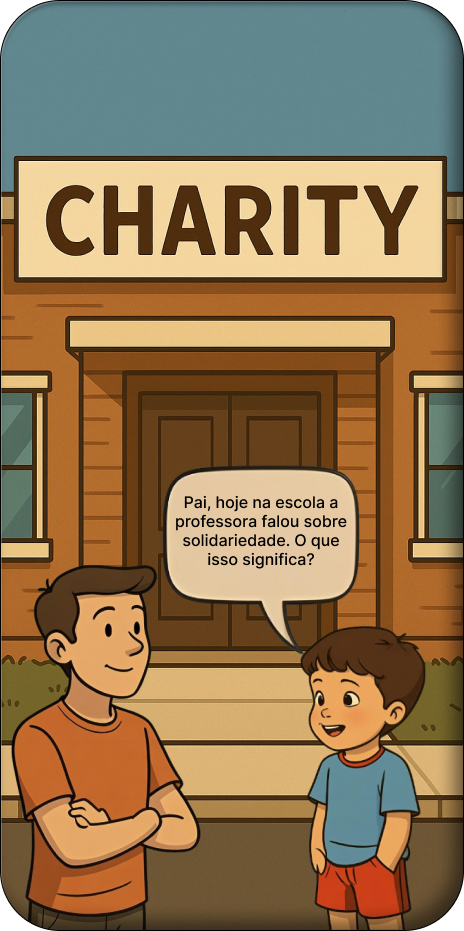 CHARITY
Pai, hoje na escola a
professora falou sobre
solidariedade. O que
isso significa?